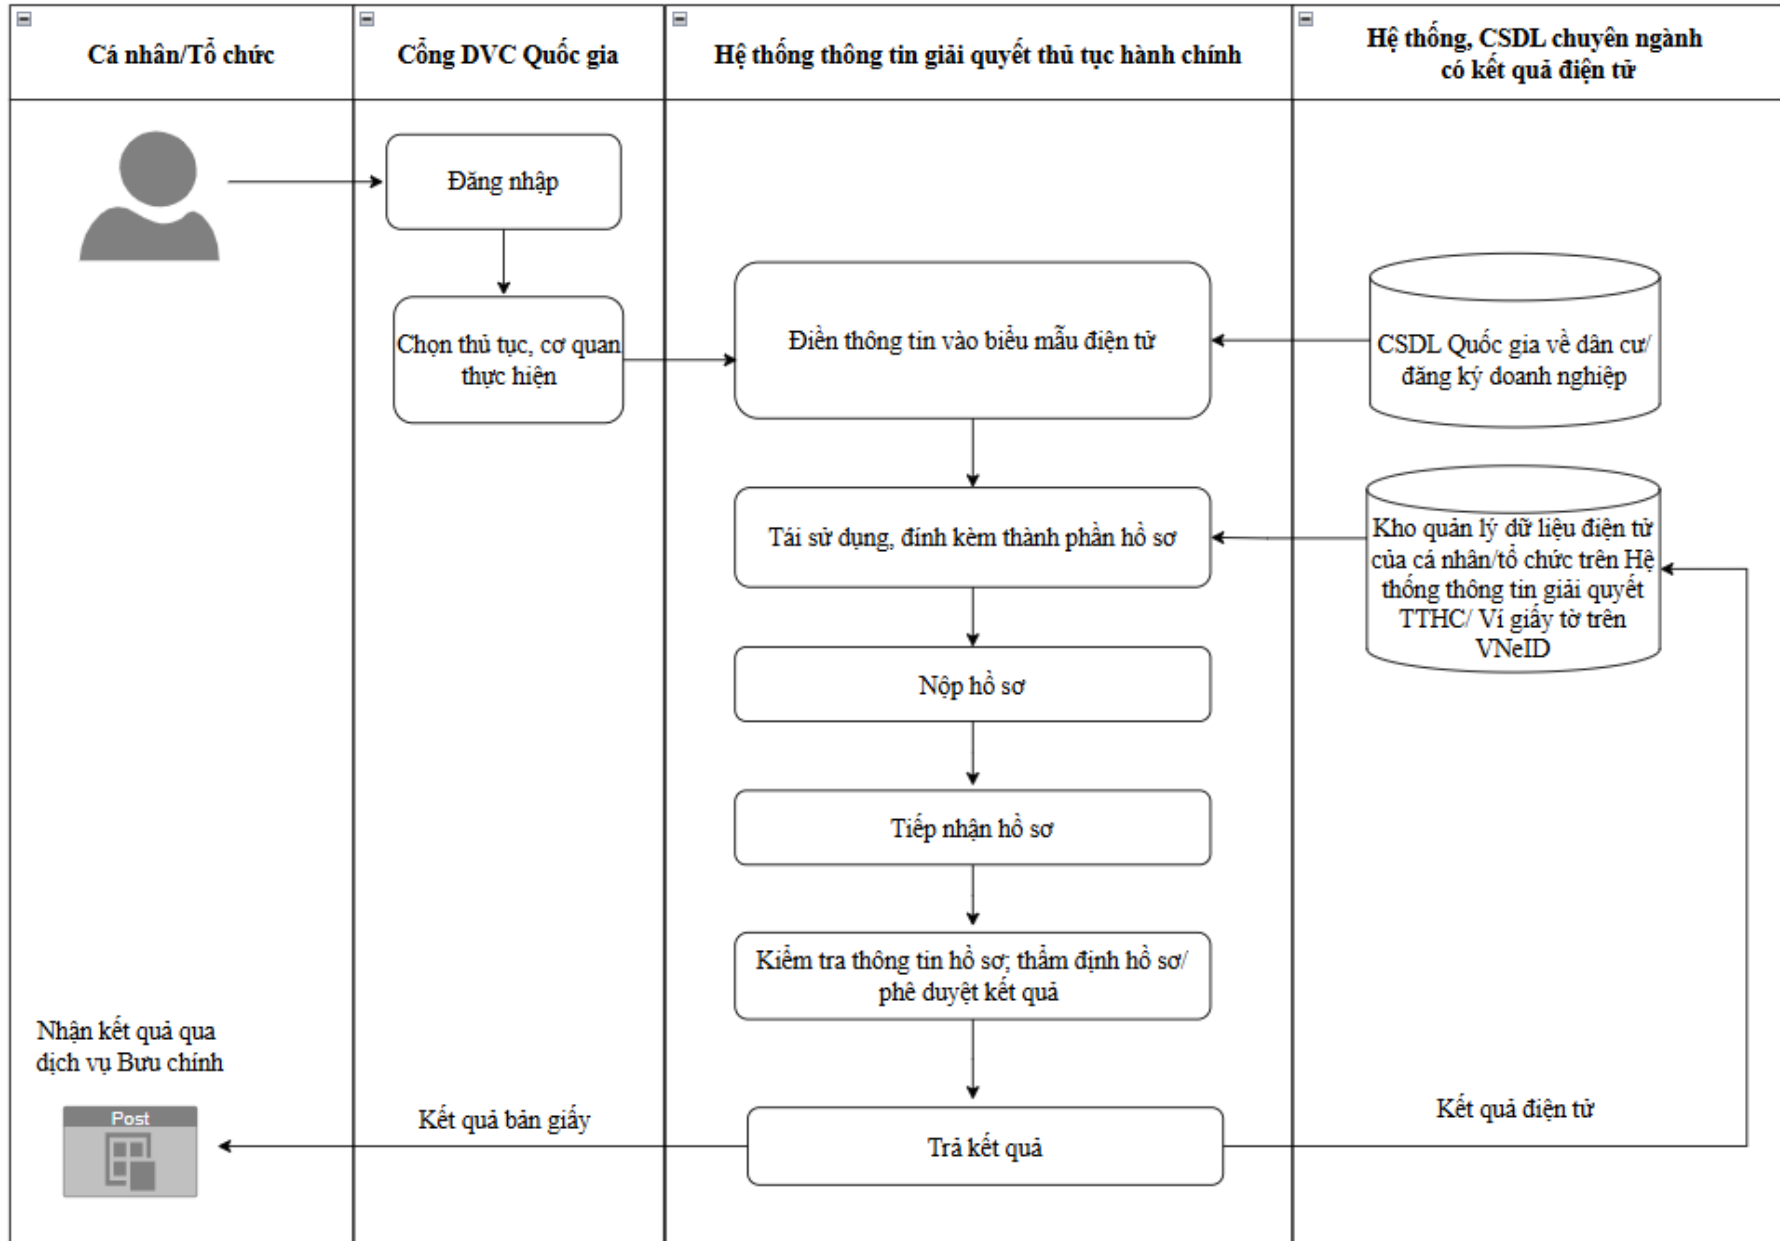 Cá nhân/Tổ chức
Cổng DVC Quốc gia
Hệ thống thông tin giải quyết thủ tục hành chính
Hệ thống, CSDL chuyên ngành
có kết quả điện tử
Đăng nhập
Chọn thủ tục, cơ quan
thực hiện
Điền thông tin vào biểu mẫu điện tử
CSDL Quốc gia về dân cư/
đăng ký doanh nghiệp
Tái sử dụng, đính kèm thành phần hồ sơ
Kho quản lý dữ liệu điện tử
của cá nhân/tổ chức trên Hệ
thống thông tin giải quyết
TTHC/ Ví giấy tờ trên
VNeID
Nộp hồ sơ
Tiếp nhận hồ sơ
Kiểm tra thông tin hồ sơ; thẩm định hồ sơ/
phê duyệt kết quả
Nhận kết quả qua
dịch vụ Bưu chính
Post
Kết quả bản giấy
Trả kết quả
Kết quả điện tử